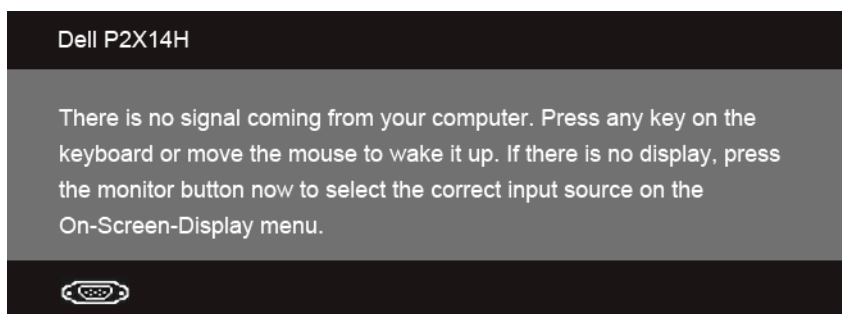 Dell P2X14H
There is no signal coming from your computer. Press any key on the
keyboard or move the mouse to wake it up. If there is no display, press
the monitor button now to select the correct input source on the
On-Screen-Display menu.